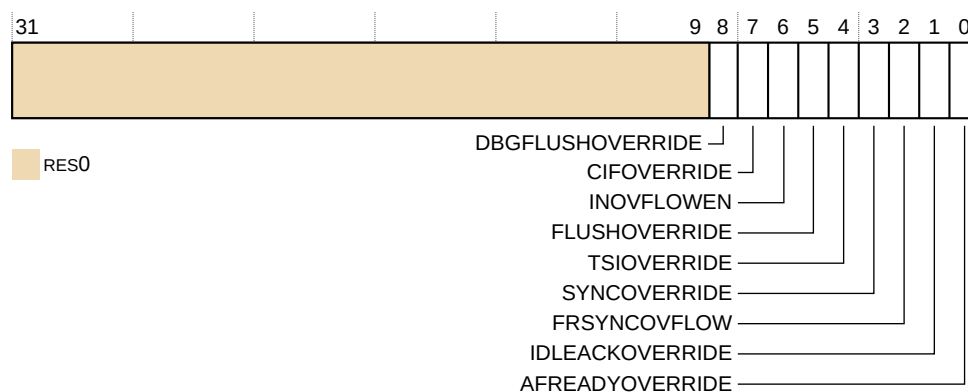 31 9 8 7 6 5 4 3 2 1 0
DBGFLUSHOVERRIDE
RES0
CIFOVERRIDE
INOVFLOWEN
FLUSHOVERRIDE
TSIOVERRIDE
SYNCOVERRIDE
FRSYNCOVFLOW
IDLEACKOVERRIDE
AFREADYOVERRIDE